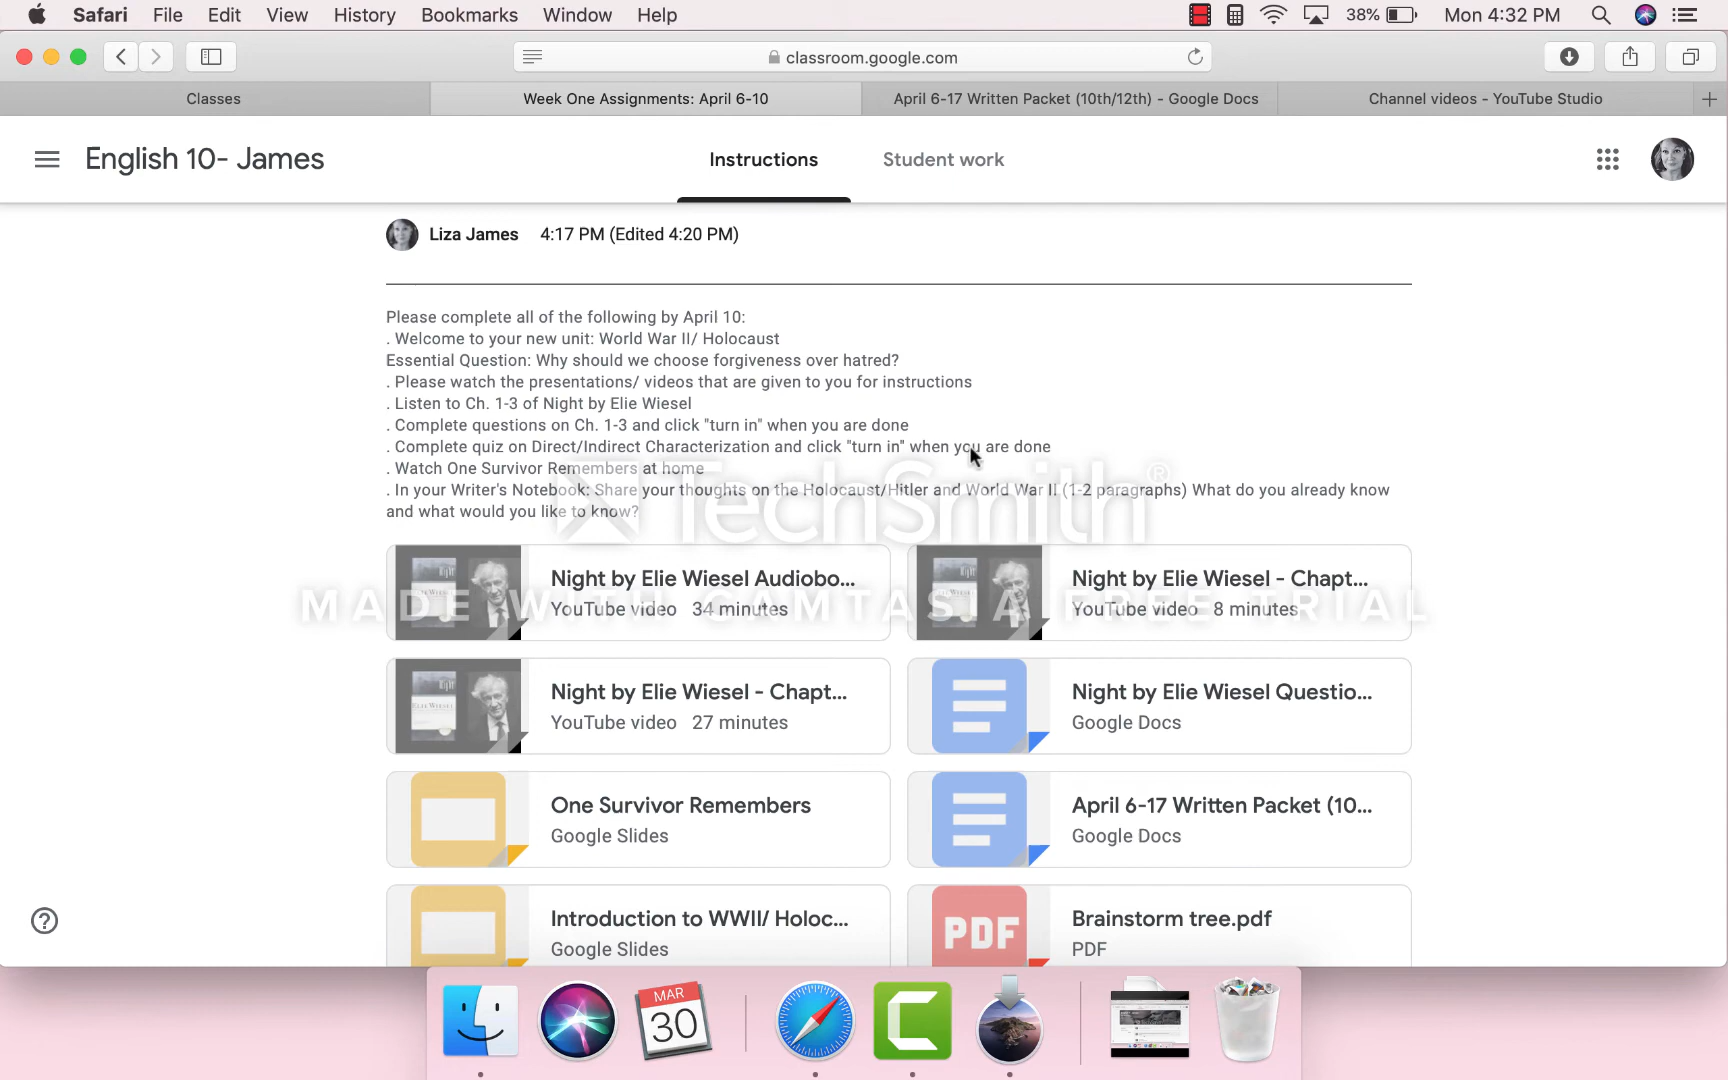 Safari File Edit View History Bookmarks Window Help 38% Mon 4:32 PM
classroom.google.com
Classes Week One Assignments: April 6-10 April 6-17 Written Packet (10th/12th) - Google Docs Channel videos - YouTube Studio
English 10- James Instructions Student work
Liza James 4:17 PM (Edited 4:20 PM)
Please complete all of the following by April 10:
. Welcome to your new unit: World War II/ Holocaust
Essential Question: Why should we choose forgiveness over hatred?
. Please watch the presentations/ videos that are given to you for instructions
. Listen to Ch. 1-3 of Night by Elie Wiesel
. Complete questions on Ch. 1-3 and click "turn in" when you are done
. Complete quiz on Direct/Indirect Characterization and click "turn in" when you are done
. Watch One Survivor Remembers at home
. In your Writer's Notebook: Share your thoughts on the Holocaust/Hitler and World War II (1-2 paragraphs) What do you already know
and what would you like to know?
TechSmith®
Night by Elie Wiesel Audiobo... Night by Elie Wiesel - Chapt...
YouTube video 34 minutes YouTube video 8 minutes
MADE WITH CAMTASIA FREE TRIAL
Night by Elie Wiesel - Chapt... Night by Elie Wiesel Questio...
YouTube video 27 minutes Google Docs
One Survivor Remembers April 6-17 Written Packet (10...
Google Slides Google Docs
Introduction to WWII/ Holoc... PDF Brainstorm tree.pdf
Google Slides PDF
MAR
30